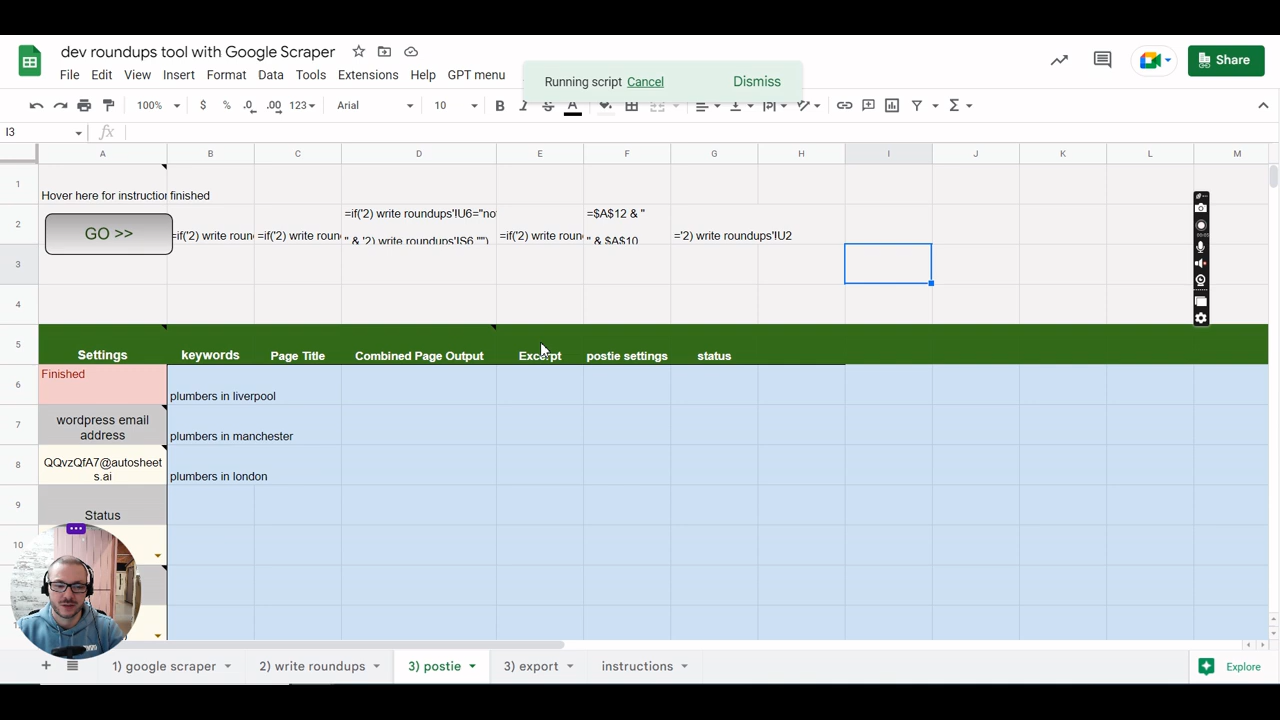 dev roundups tool with Google Scraper
File Edit View Insert Format Data Tools Extensions Help GPT menu
Running script Cancel Dismiss
Share
100% $ % .0 .00 123 Arial 10 B I S A
I3 fx
A B C D E F G H I J K L M
1 Hover here for instruction finished
2 GO >> =if('2) write roun =if('2) write roun =if('2) write roundups'!U6="no
" & '2) write roundups'!S6,"") =if('2) write roun =$A$12 & "
" & $A$10 ='2) write roundups'!U2
3
4
5 Settings keywords Page Title Combined Page Output Excerpt postie settings status
6 Finished plumbers in liverpool
7 wordpress email
address plumbers in manchester
8 QQvzQfA7@autosheet
s.ai plumbers in london
9 Status
10
1) google scraper 2) write roundups 3) postie 3) export instructions Explore